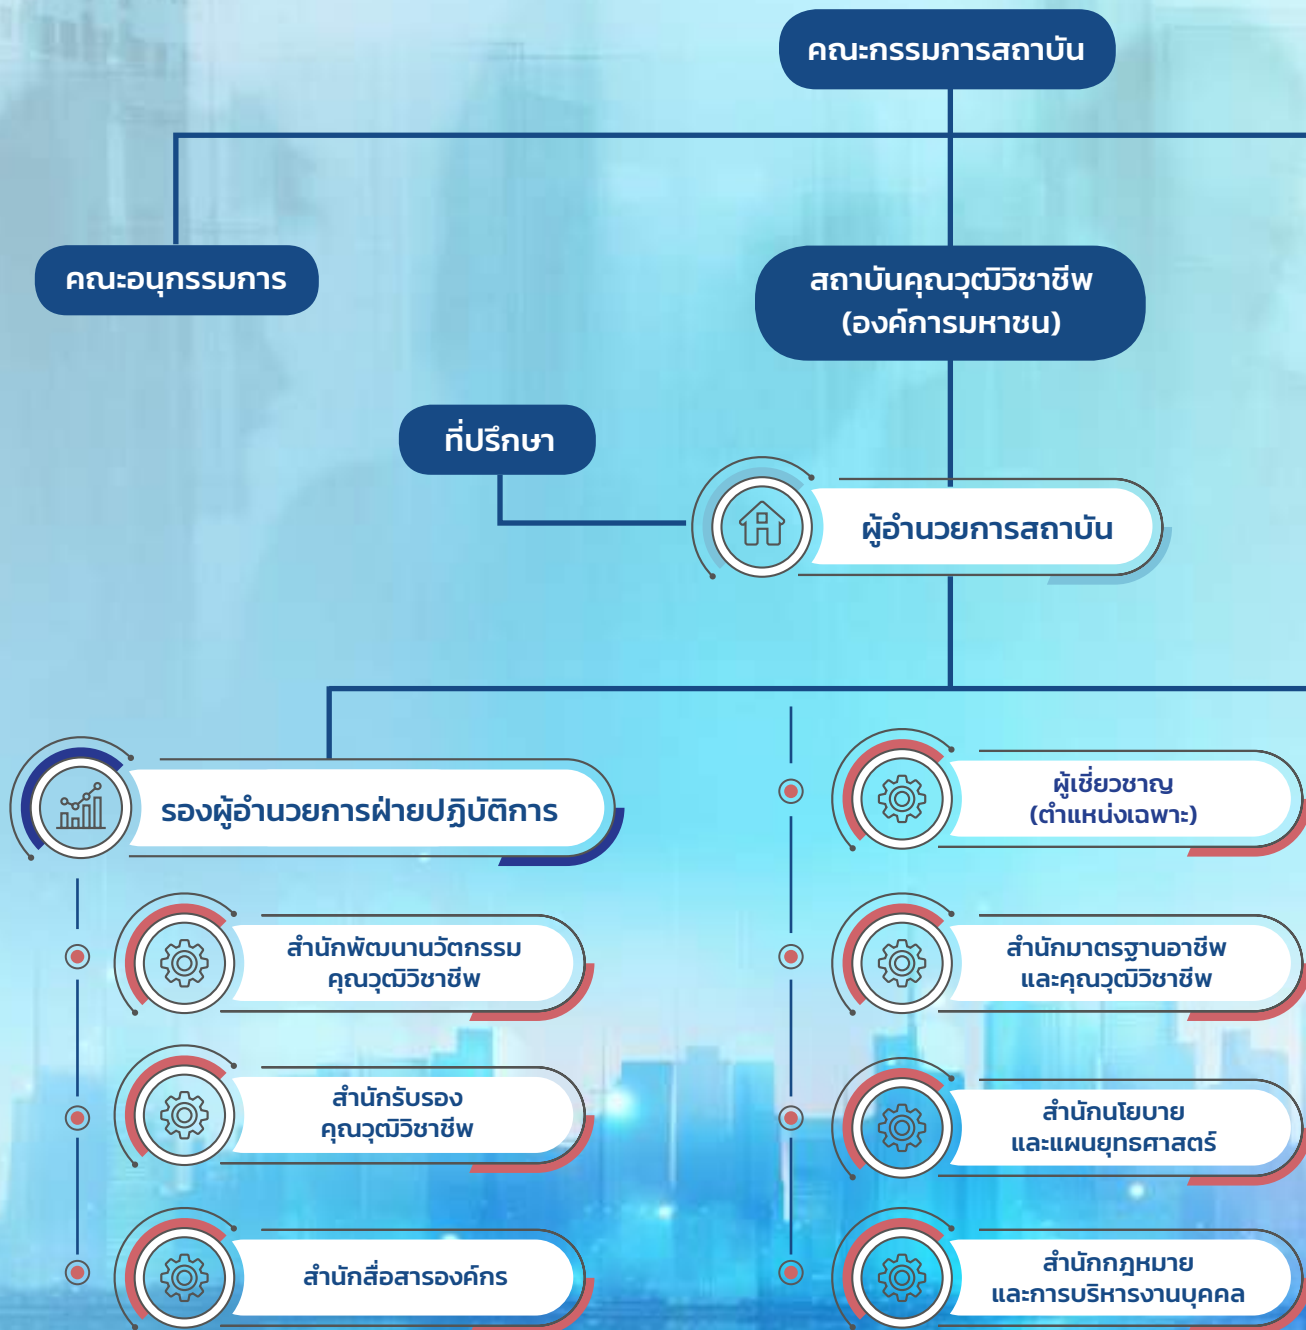 คณะกรรมการสถาบัน
คณะอนุกรรมการ
สถาบันคุณวุฒิวิชาชีพ
(องค์การมหาชน)
ที่ปรึกษา
ผู้อำนวยการสถาบัน
รองผู้อำนวยการฝ่ายปฏิบัติการ
สำนักพัฒนานวัตกรรม
คุณวุฒิวิชาชีพ
สำนักรับรอง
คุณวุฒิวิชาชีพ
สำนักสื่อสารองค์กร
ผู้เชี่ยวชาญ
(ตำแหน่งเฉพาะ)
สำนักมาตรฐานอาชีพ
และคุณวุฒิวิชาชีพ
สำนักนโยบาย
และแผนยุทธศาสตร์
สำนักกฎหมาย
และการบริหารงานบุคคล